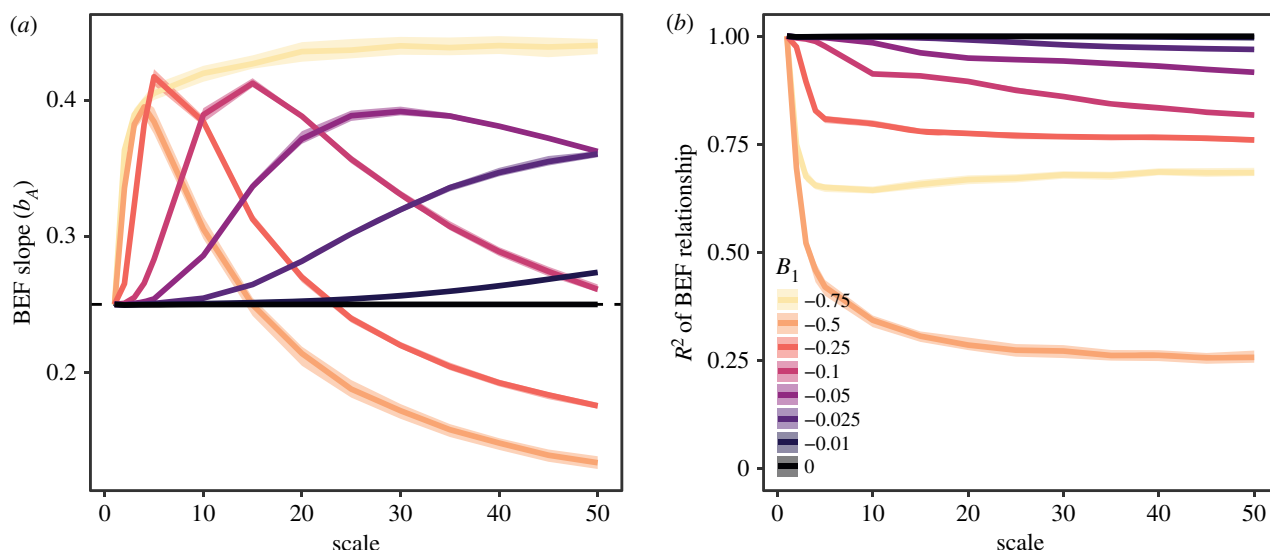 (a)
BEF slope (b_A)
0.4
0.3
0.2
0 10 20 30 40 50
scale
(b)
R² of BEF relationship
1.00
0.75
0.50
0.25
0
B₁
−0.75
−0.5
−0.25
−0.1
−0.05
−0.025
−0.01
0
0 10 20 30 40 50
scale